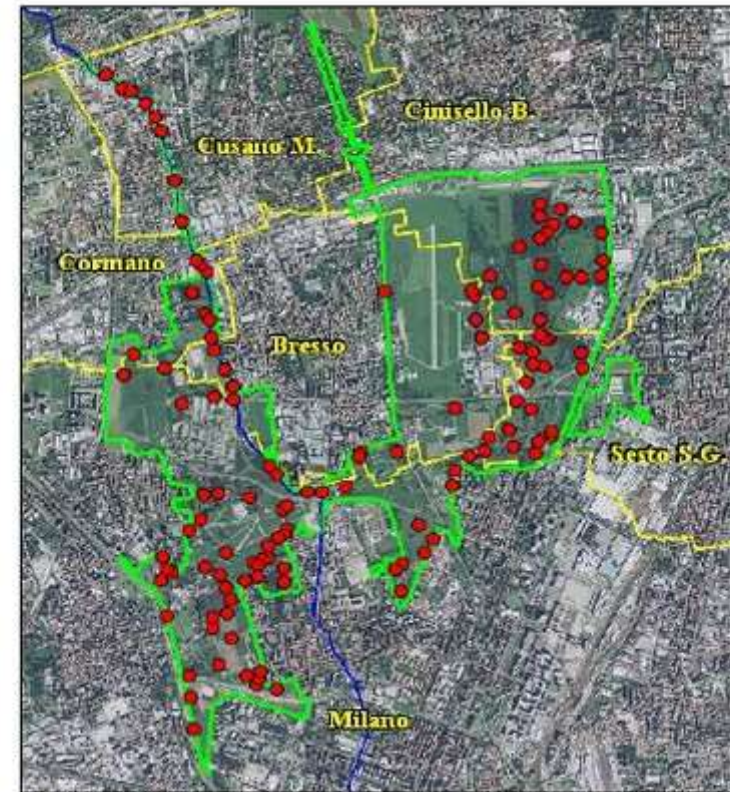 Cinisello B.
Cusano M.
Cormano
Bresso
Sesto S.G.
Milano